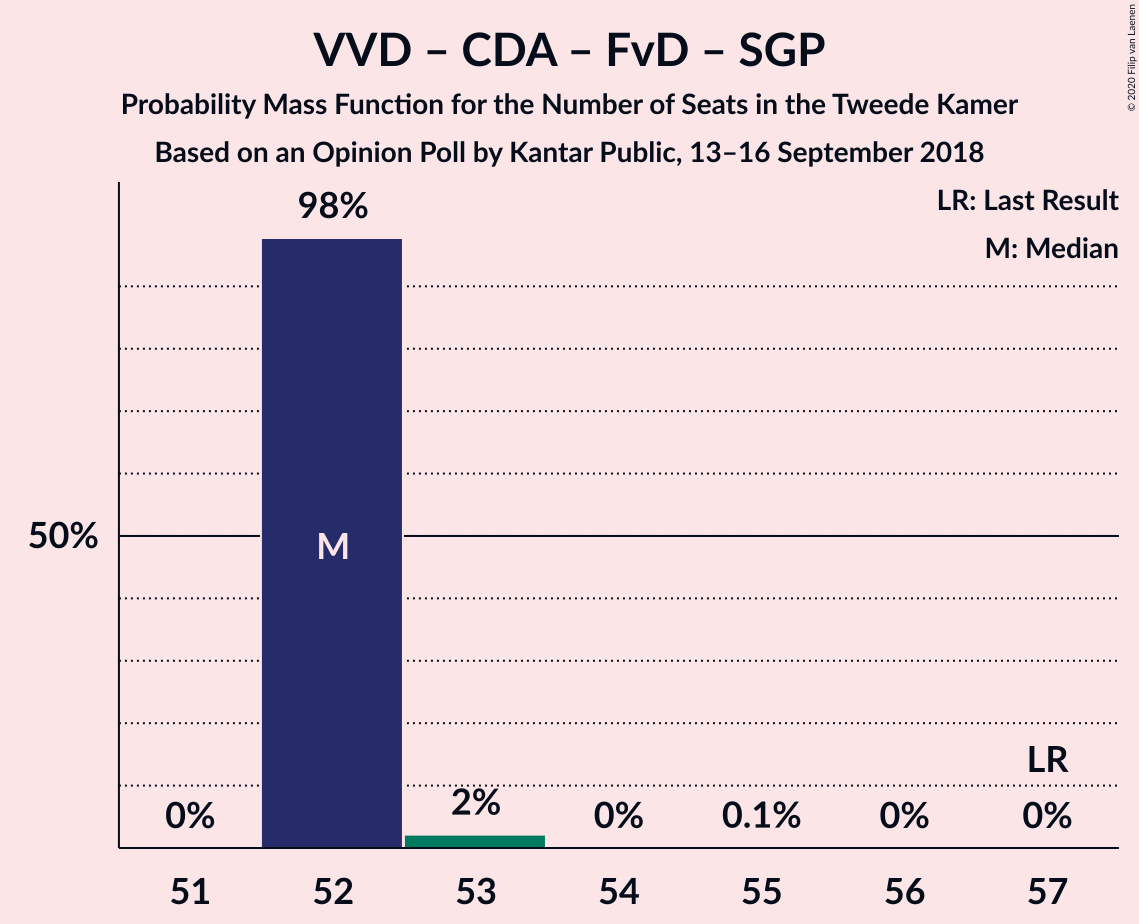 VVD – CDA – FvD – SGP
Probability Mass Function for the Number of Seats in the Tweede Kamer
Based on an Opinion Poll by Kantar Public, 13–16 September 2018
© 2020 Filip van Laenen
LR: Last Result
M: Median
98%
50%
M
LR
0%
2%
0%
0.1%
0%
0%
51 52 53 54 55 56 57